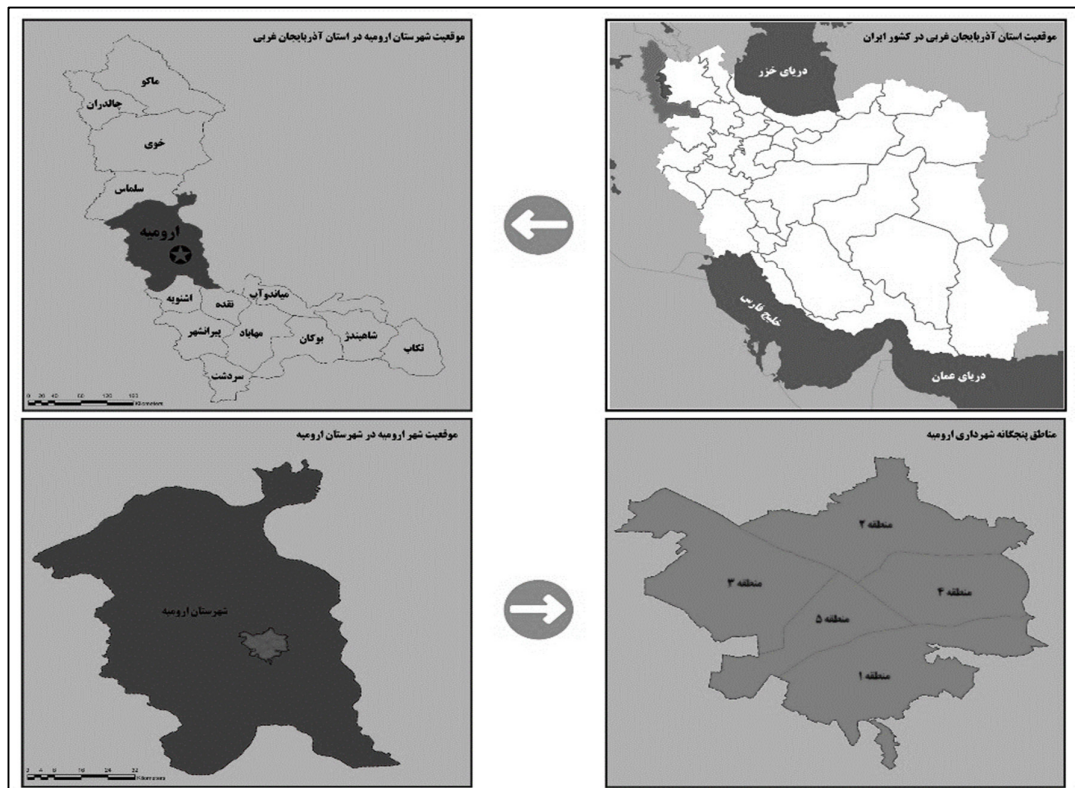 موقعیت استان آذربایجان غربی در کشور ایران
دریای خزر
خلیج فارس
دریای عمان
موقعیت شهرستان ارومیه در استان آذربایجان غربی
ماکو
چالدران
خوی
سلماس
ارومیه
میاندوآب
اشنویه
نقده
پیرانشهر
مهاباد
بوکان
شاهیندژ
تکاب
سردشت
Kilometers
موقعیت شهر ارومیه در شهرستان ارومیه
شهرستان ارومیه
Kilometers
مناطق پنجگانه شهرداری ارومیه
منطقه ۲
منطقه ۳
منطقه ۴
منطقه ۵
منطقه ۱